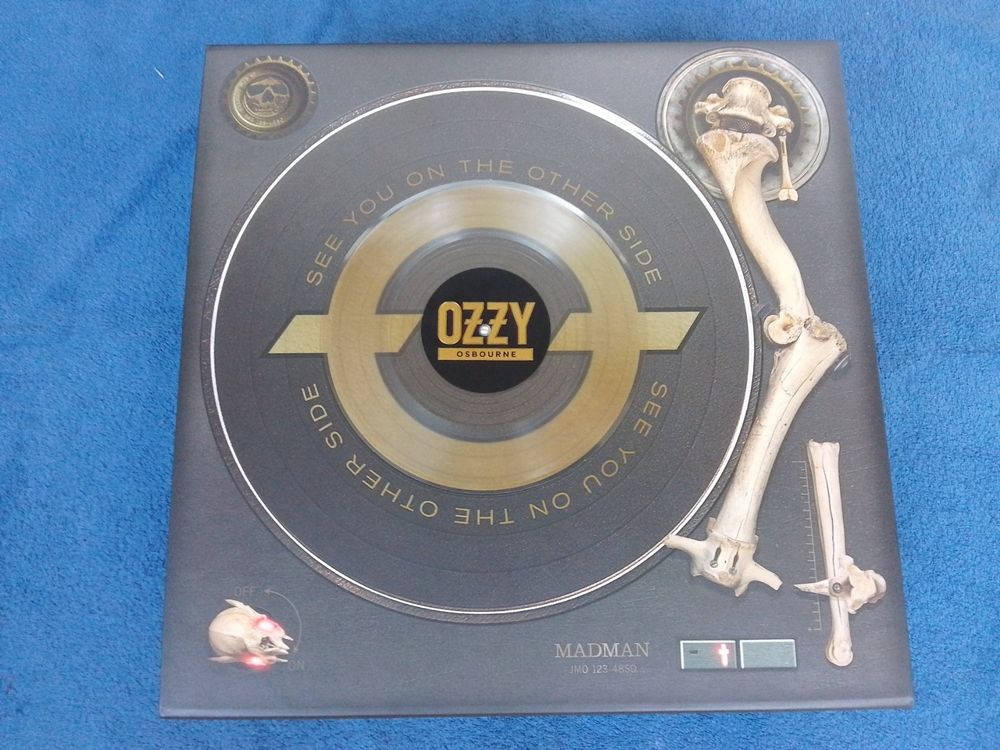 SEE YOU ON THE OTHER SIDE
OZZY
OSBOURNE
SEE YOU ON THE OTHER SIDE
OFF
ON
MADMAN